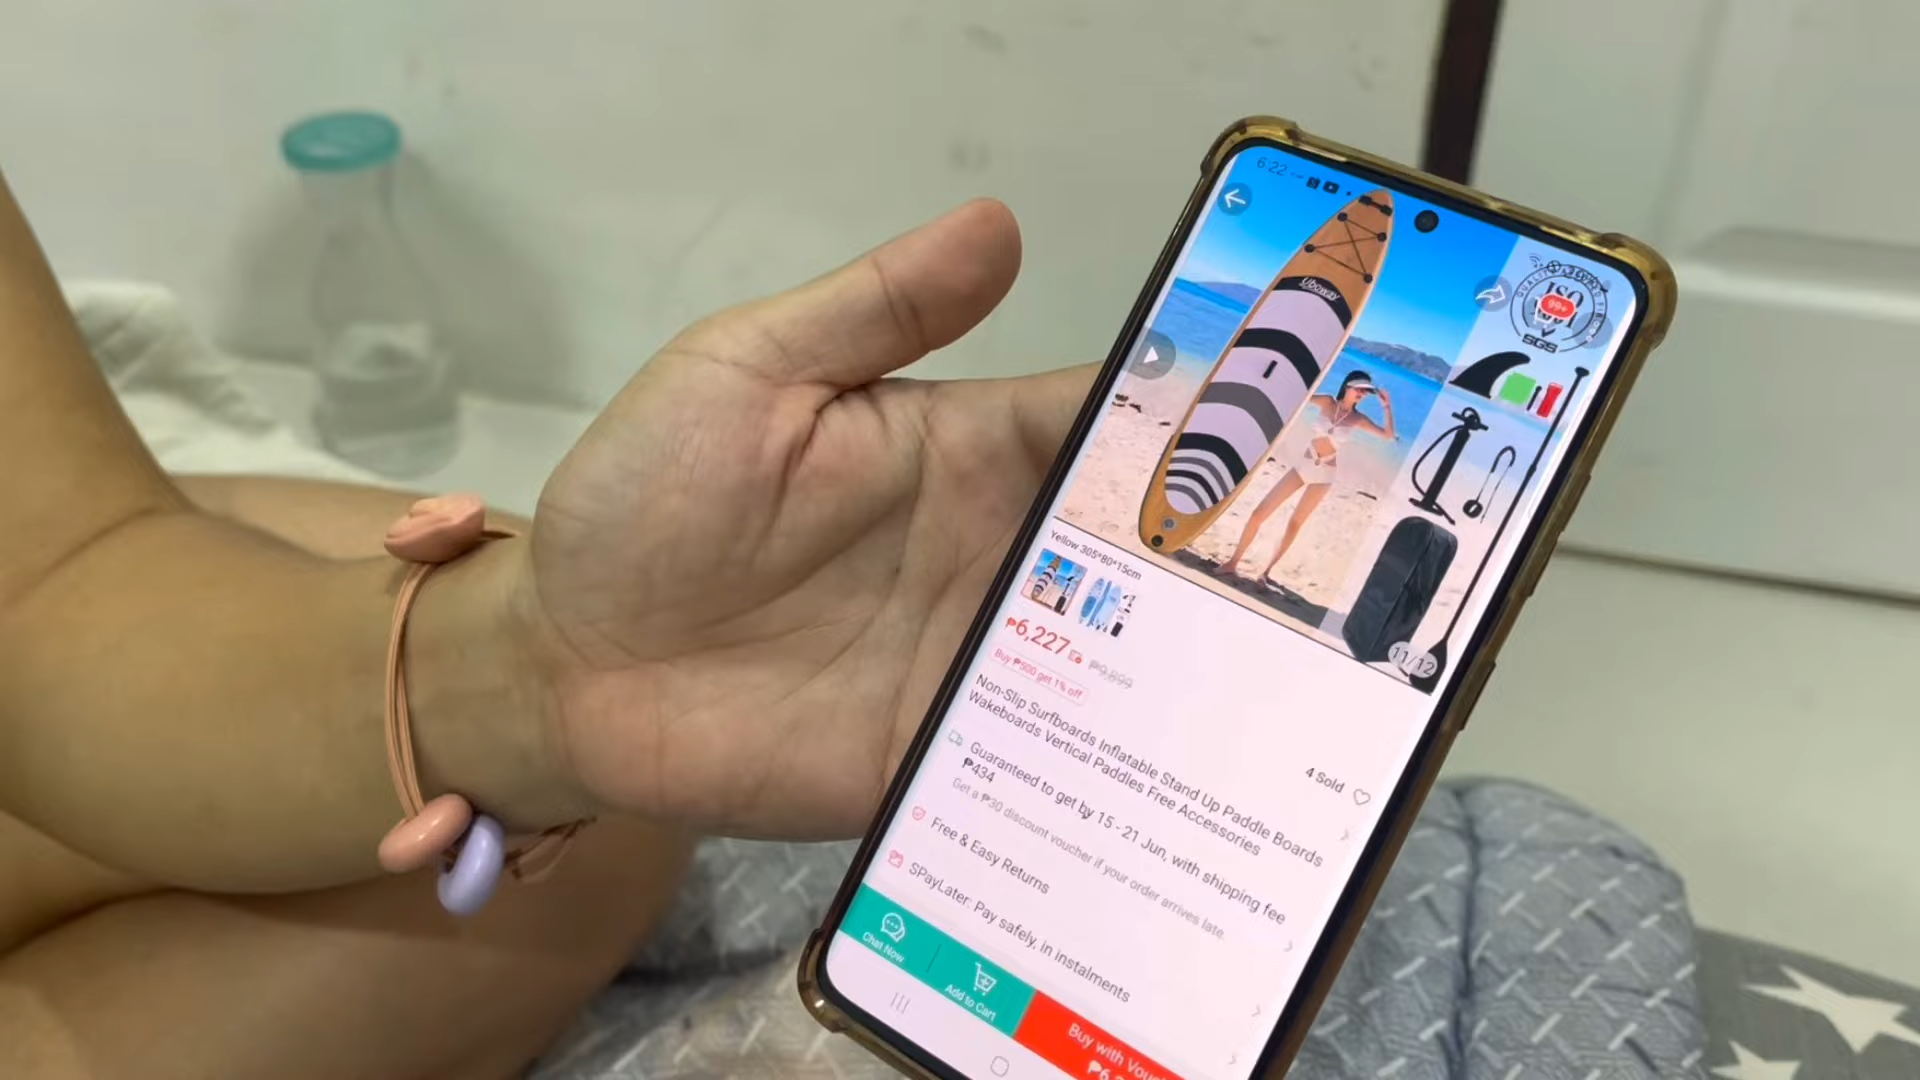 6:22
Uboway
ISO
99+
SGS
11/12
Yellow 305*80*15cm
₱6,227 ₱9,899
Buy ₱500 get 1% off
Non-Slip Surfboards Inflatable Stand Up Paddle Boards
Wakeboards Vertical Paddles Free Accessories
4 Sold
Guaranteed to get by 15 - 21 Jun, with shipping fee
₱434
Get a ₱30 discount voucher if your order arrives late.
Free & Easy Returns
SPayLater: Pay safely, in instalments
Chat Now
Add to Cart
Buy with